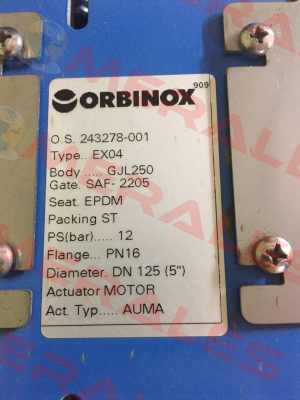 909
ORBINOX
O.S. 243278-001
Type.. EX04
Body ..... GJL250
Gate. SAF- 2205
Seat. EPDM
Packing ST
PS(bar)..... 12
Flange... PN16
Diameter. DN 125 (5")
Actuator MOTOR
Act. Typ..... AUMA